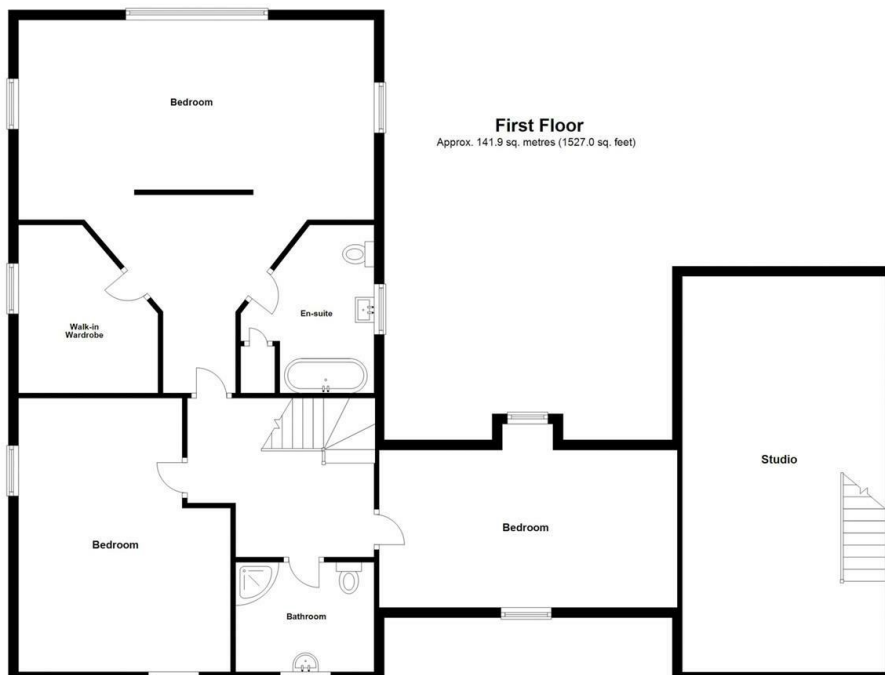 Bedroom
First Floor
Approx. 141.9 sq. metres (1527.0 sq. feet)
En-suite
Walk-in
Wardrobe
Studio
Bedroom
Bedroom
Bathroom